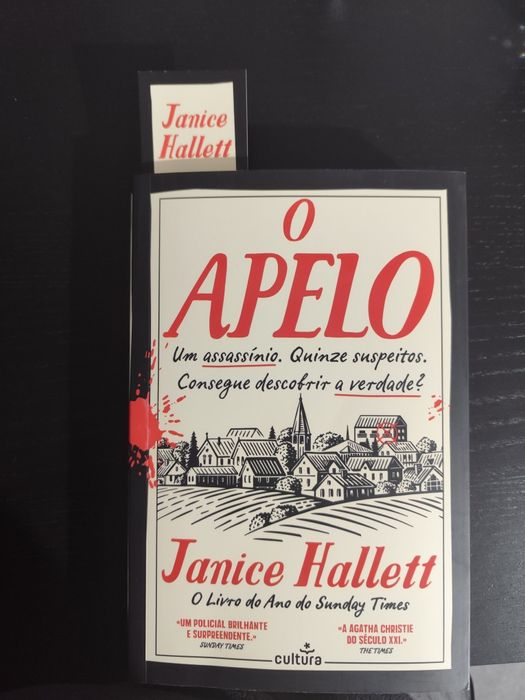 Janice
Hallett
O
APELO
Um assassínio. Quinze suspeitos.
Consegue descobrir a verdade?
Janice Hallett
O Livro do Ano do Sunday Times
«UM POLICIAL BRILHANTE
E SURPREENDENTE.»
SUNDAY TIMES
«A AGATHA CHRISTIE
DO SÉCULO XXI.»
THE TIMES
cultura